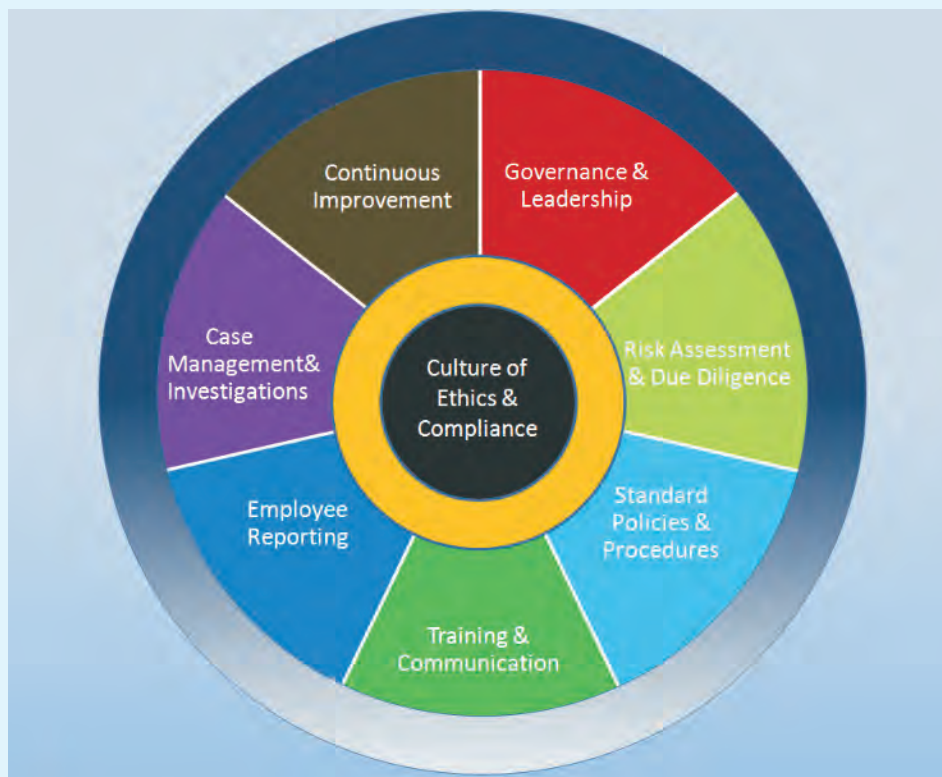 Continuous
Improvement
Governance &
Leadership
Risk Assessment
& Due Diligence
Standard
Policies &
Procedures
Training &
Communication
Employee
Reporting
Case
Management&
Investigations
Culture of
Ethics &
Compliance